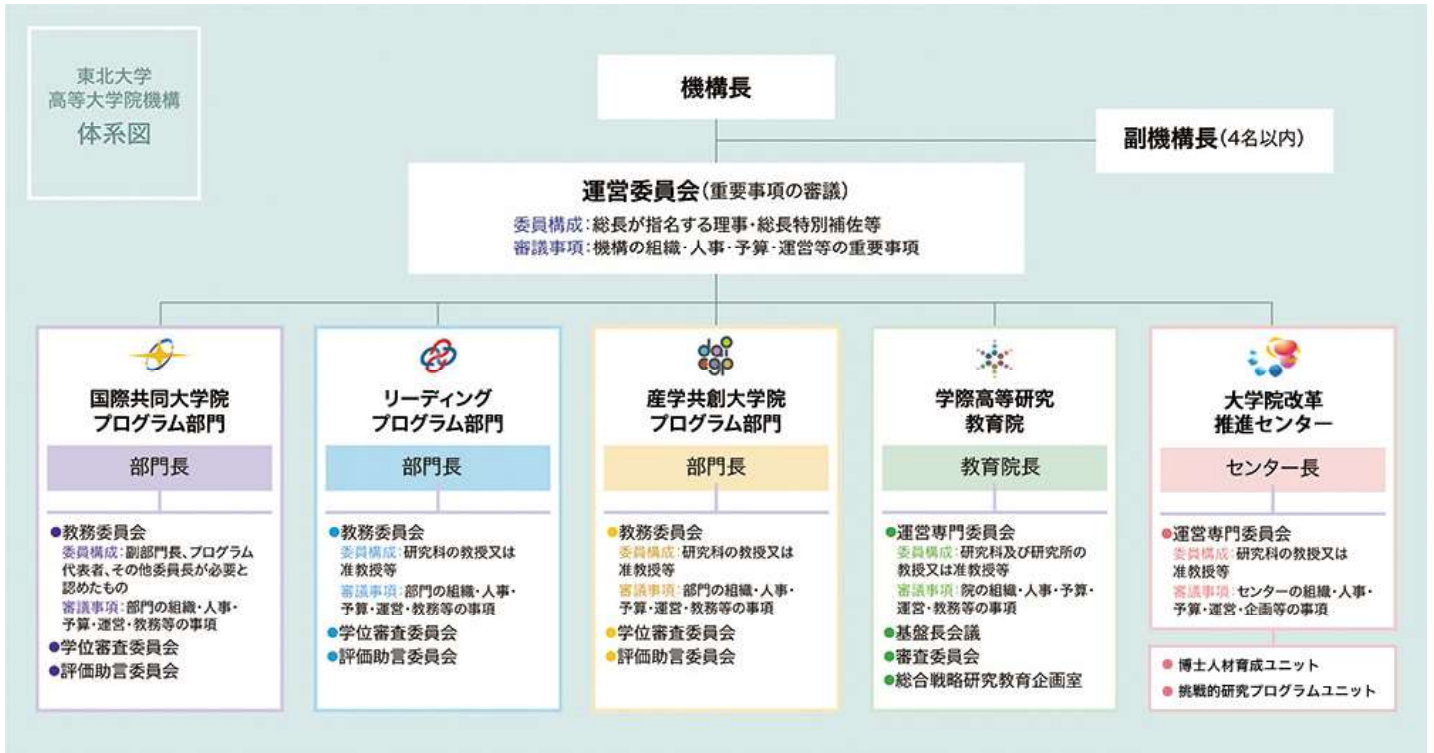 東北大学
高等大学院機構
体系図
機構長
副機構長(4名以内)
運営委員会(重要事項の審議)
委員構成:総長が指名する理事・総長特別補佐等
審議事項:機構の組織・人事・予算・運営等の重要事項
国際共同大学院
プログラム部門
部門長
●教務委員会
委員構成:副部門長、プログラム
代表者、その他委員長が必要と
認めたもの
審議事項:部門の組織・人事・
予算・運営・教務等の事項
●学位審査委員会
●評価助言委員会
リーディング
プログラム部門
部門長
●教務委員会
委員構成:研究科の教授又は
准教授等
審議事項:部門の組織・人事・
予算・運営・教務等の事項
●学位審査委員会
●評価助言委員会
dai
cgp
産学共創大学院
プログラム部門
部門長
●教務委員会
委員構成:研究科の教授又は
准教授等
審議事項:部門の組織・人事・
予算・運営・教務等の事項
●学位審査委員会
●評価助言委員会
学際高等研究
教育院
教育院長
●運営専門委員会
委員構成:研究科及び研究所の
教授又は准教授等
審議事項:院の組織・人事・予算・
運営・教務等の事項
●基盤長会議
●審査委員会
●総合戦略研究教育企画室
大学院改革
推進センター
センター長
●運営専門委員会
委員構成:研究科の教授又は
准教授等
審議事項:センターの組織・人事・
予算・運営・企画等の事項
● 博士人材育成ユニット
● 挑戦的研究プログラムユニット